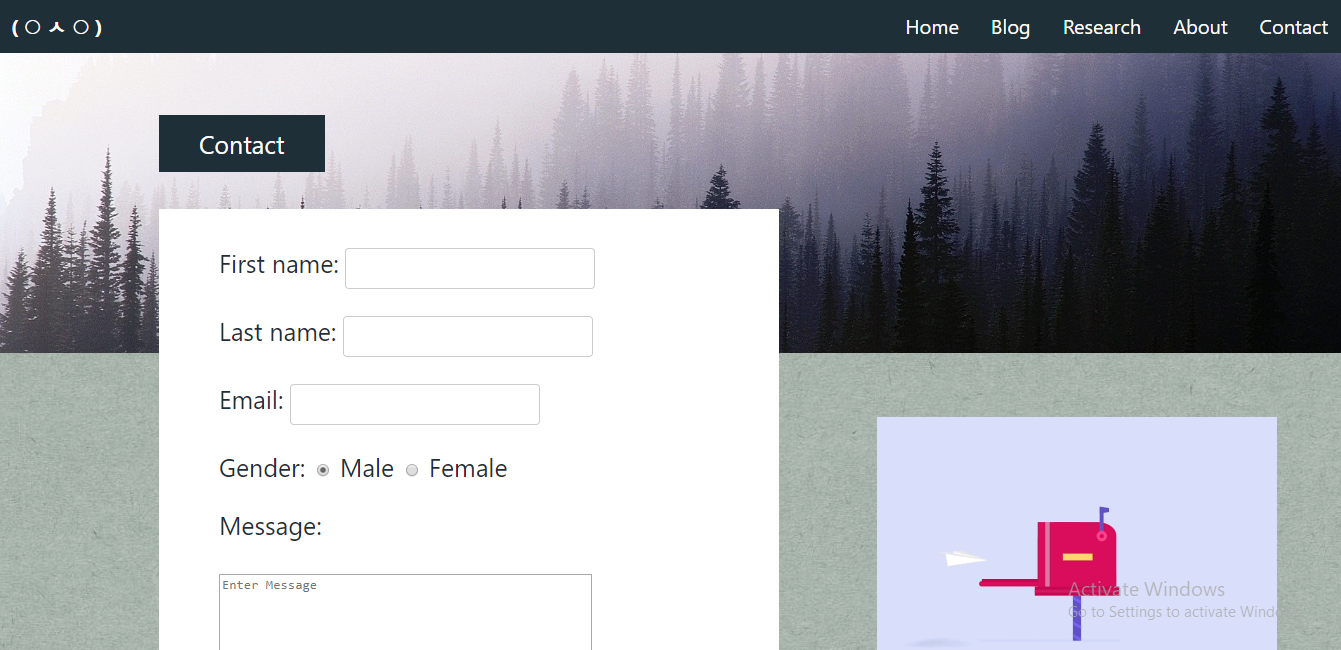 (ㅇㅅㅇ)
Home Blog Research About Contact
Contact
First name:
Last name:
Email:
Gender: Male Female
Message:
Enter Message
Activate Windows
Go to Settings to activate Windo